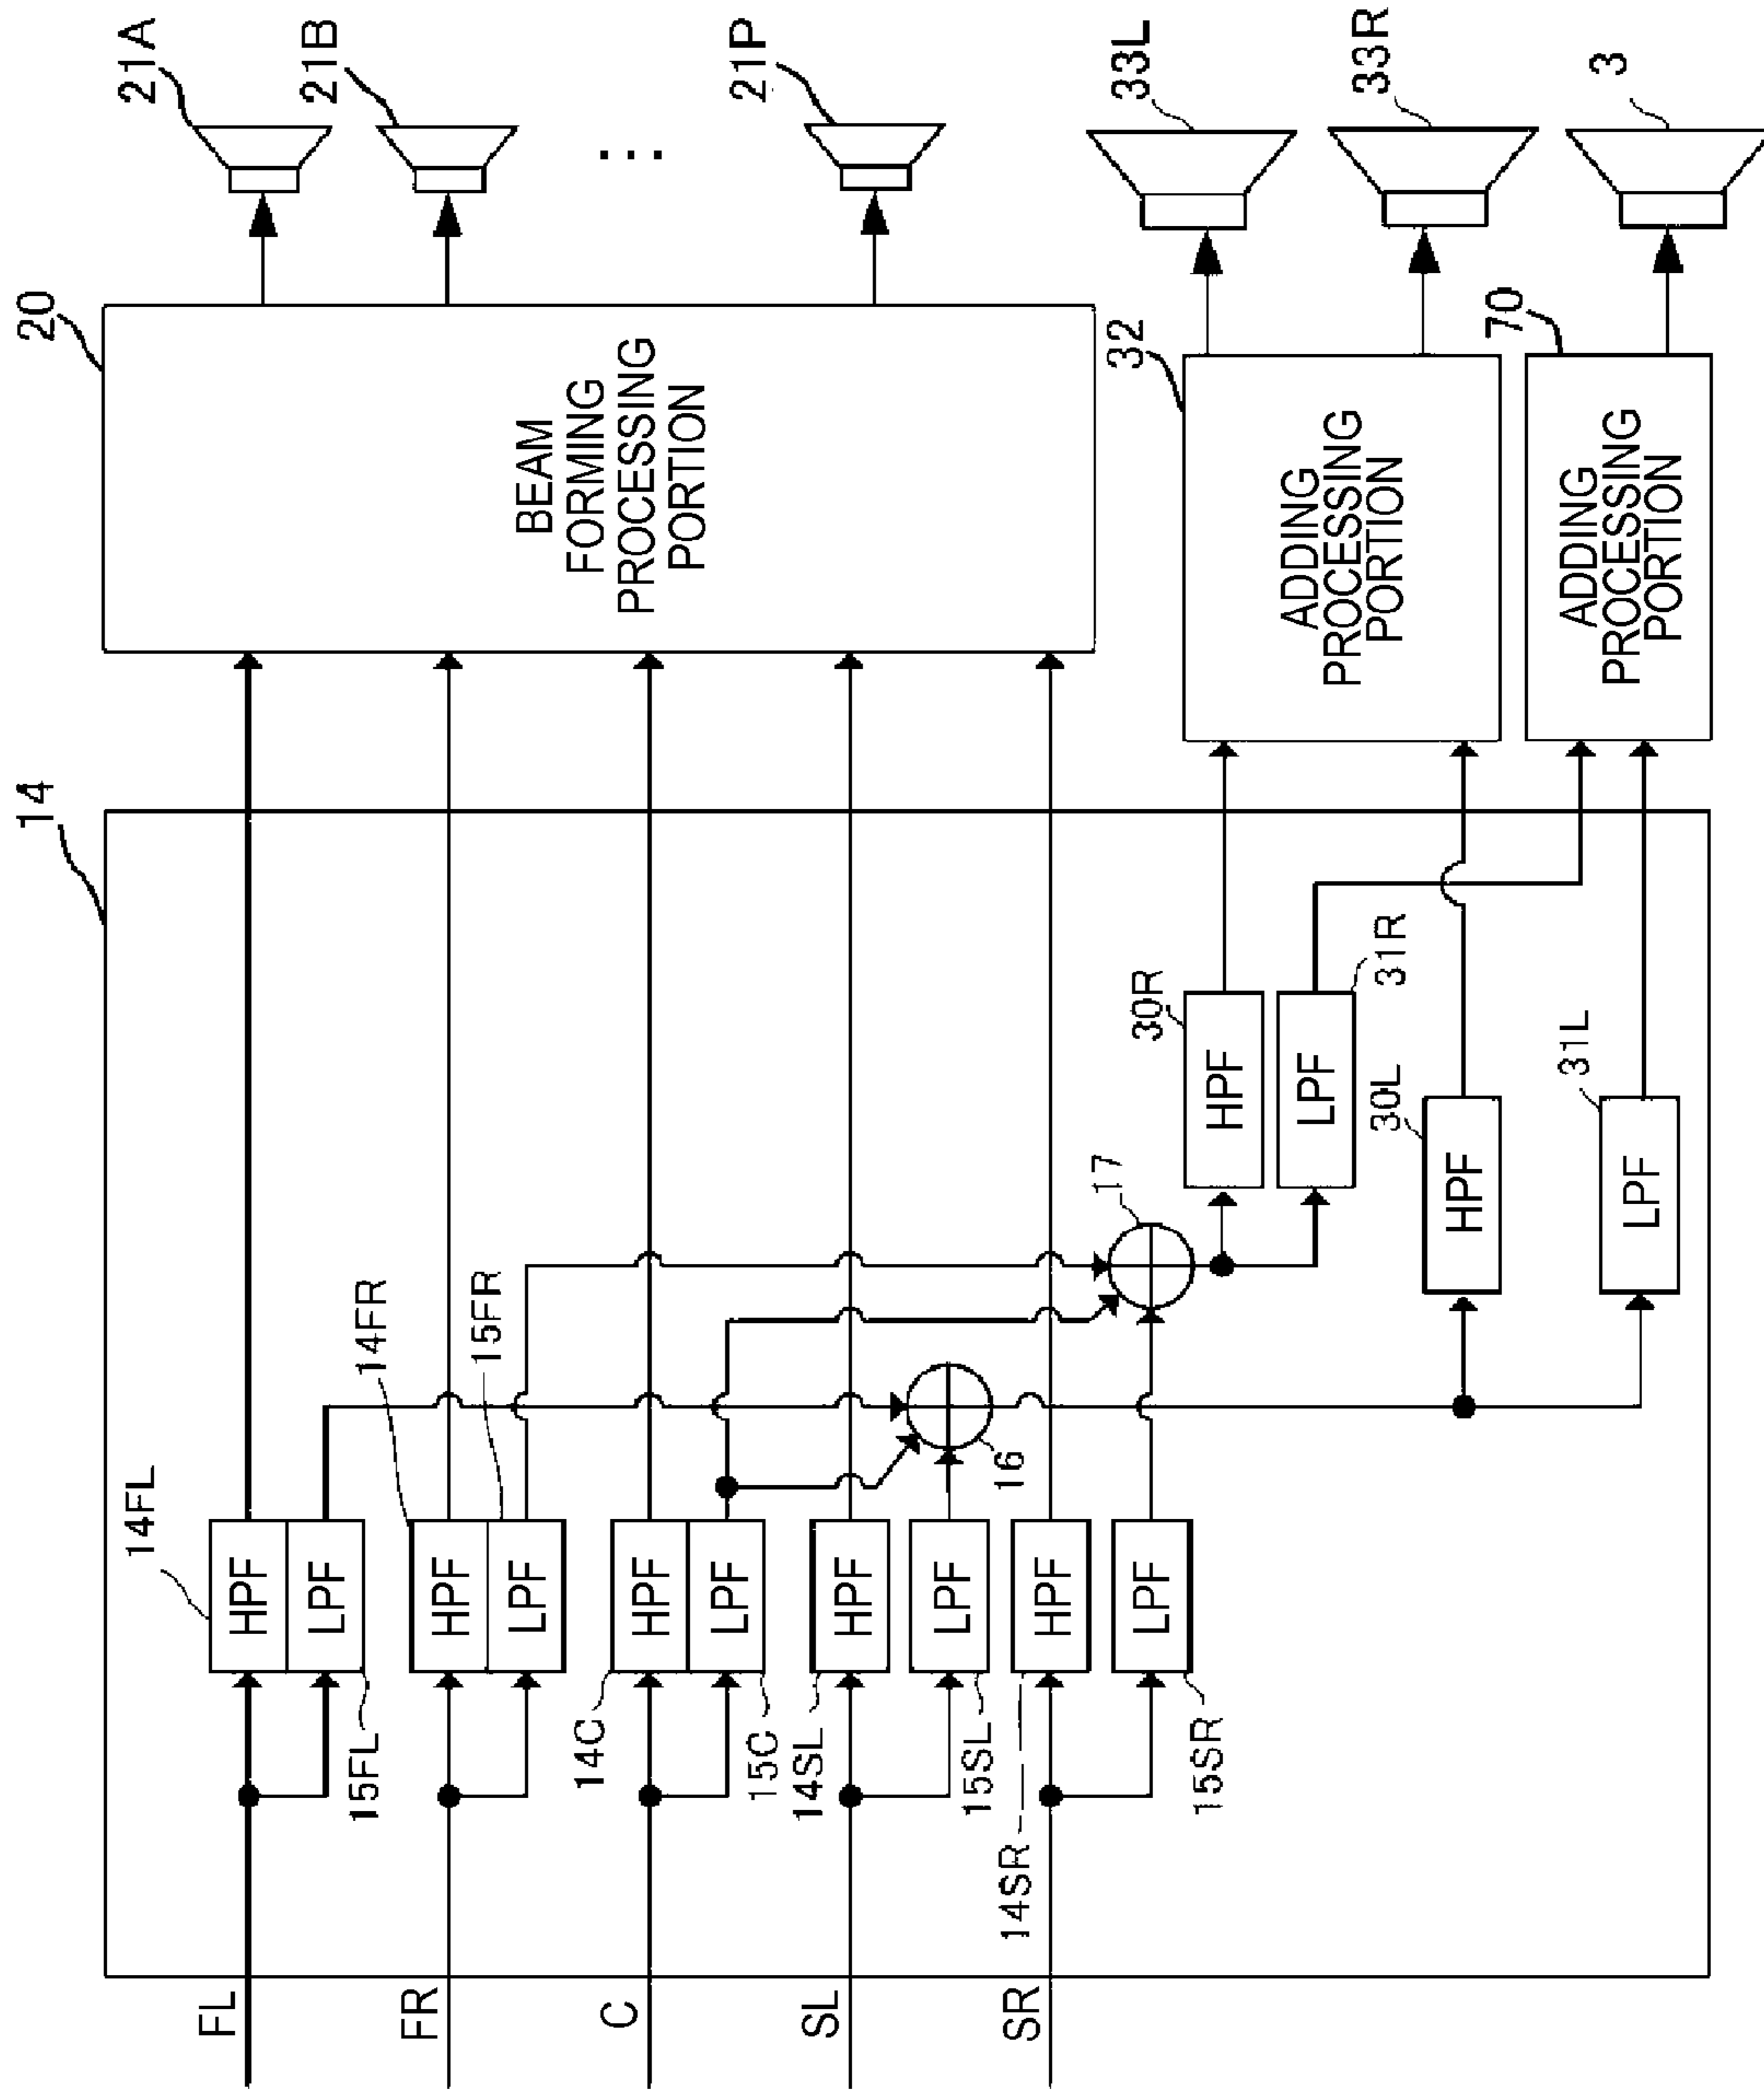 FL
FR
C
SL
SR
14
14FL
HPF
LPF
15FL
14FR
HPF
LPF
15FR
14C
HPF
LPF
15C
14SL
HPF
LPF
15SL
14SR
HPF
LPF
15SR
16
17
30R
HPF
LPF
31R
30L
HPF
LPF
31L
20
BEAM
FORMING
PROCESSING
PORTION
32
ADDING
PROCESSING
PORTION
70
ADDING
PROCESSING
PORTION
21A
21B
...
21P
33L
33R
3